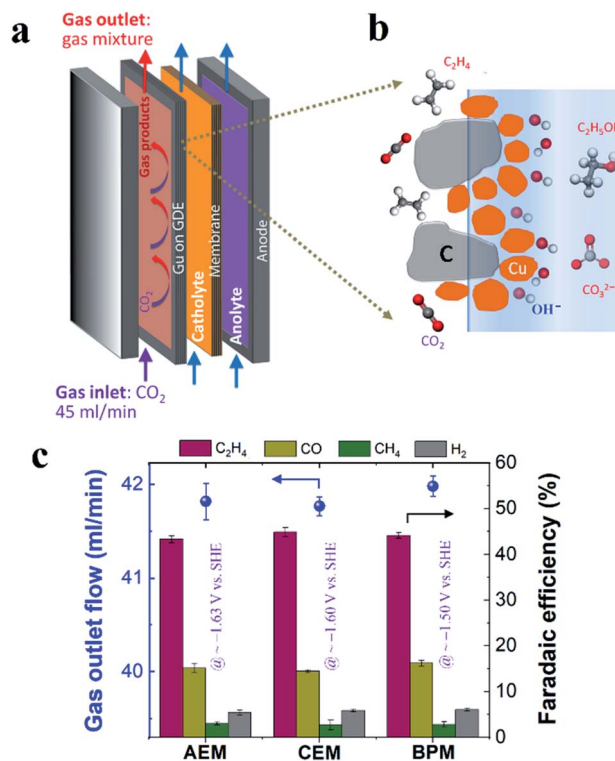 a
Gas outlet:
gas mixture
Gas products
CO₂
Gu on GDE
Catholyte
Membrane
Anolyte
Anode
Gas inlet: CO₂
45 ml/min
b
C₂H₄
C₂H₅OH
C
Cu
CO₃²⁻
OH⁻
CO₂
c
C₂H₄ CO CH₄ H₂
Gas outlet flow (ml/min)
42
41
40
@ ~ −1.63 V vs. SHE
@ ~ −1.60 V vs. SHE
@ ~ −1.50 V vs. SHE
60
50
40
30
20
10
0
Faradaic efficiency (%)
AEM CEM BPM